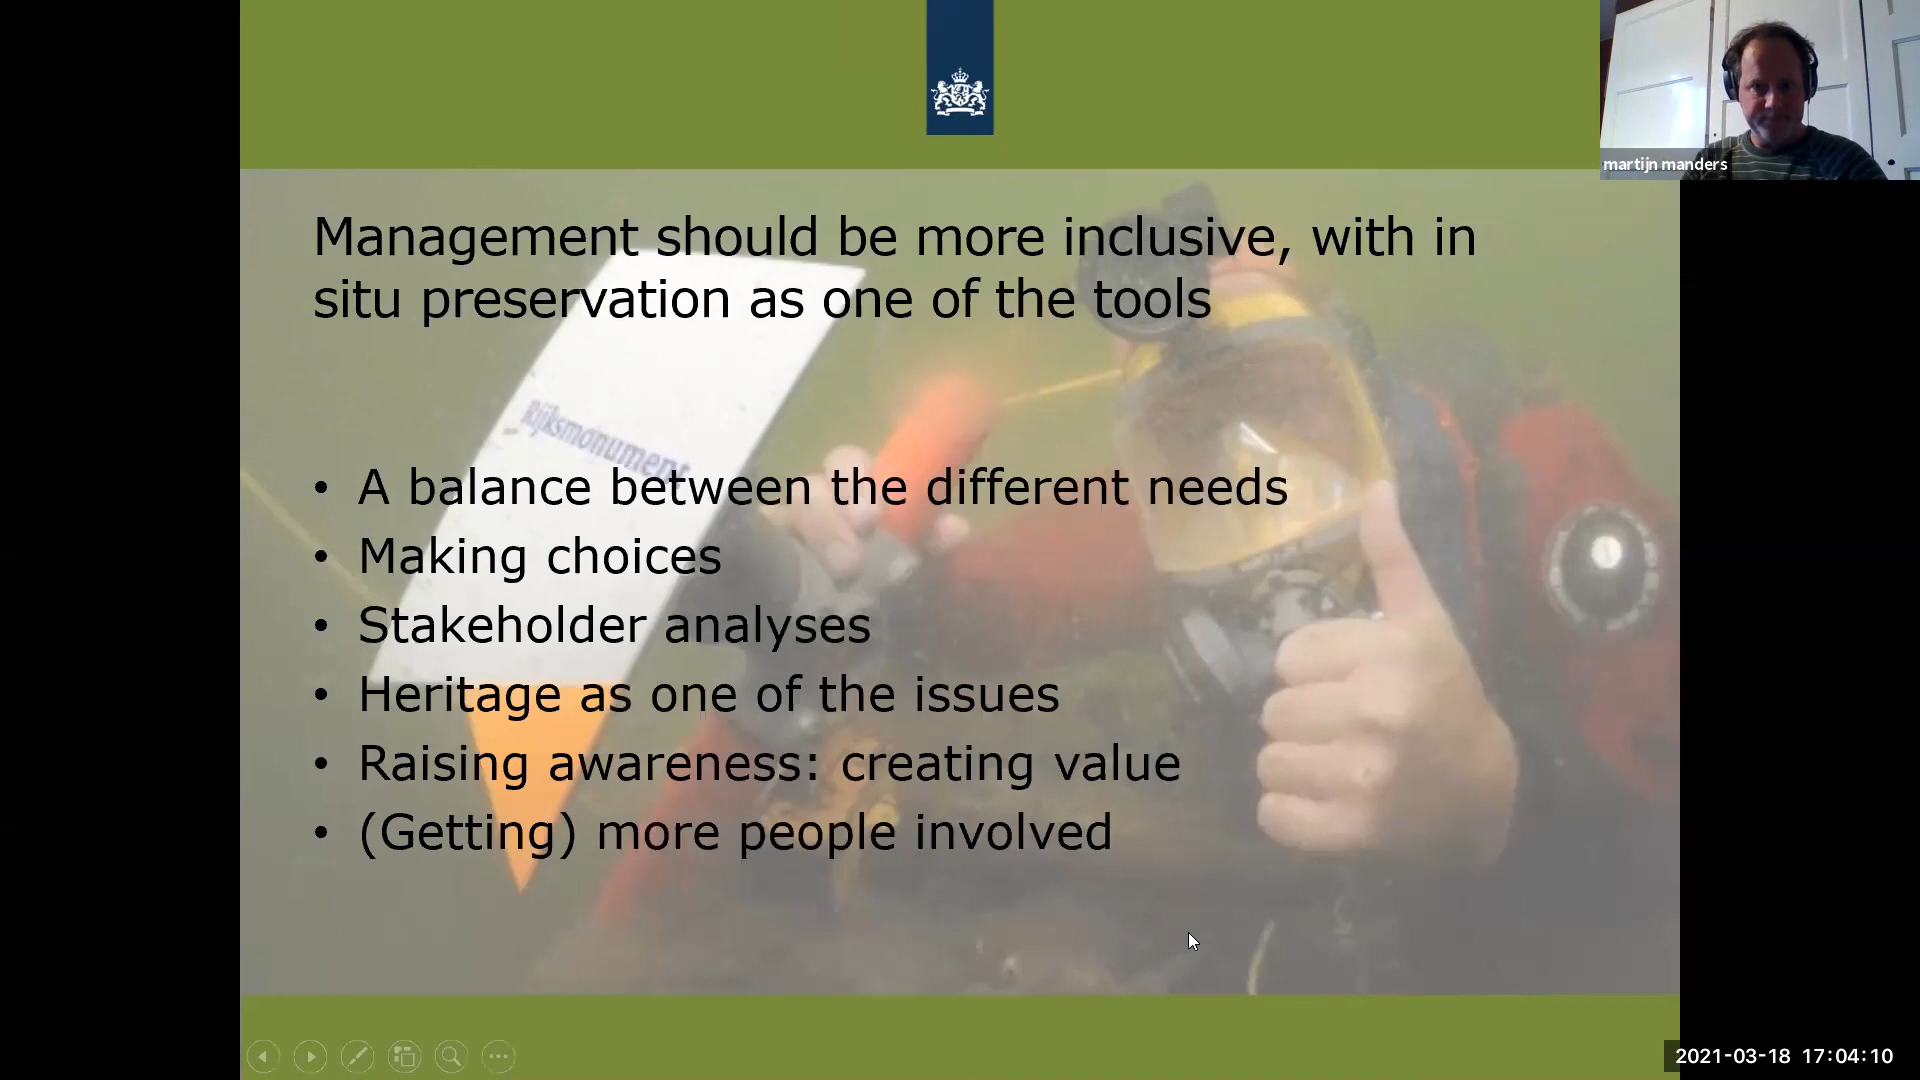 martijn manders
Management should be more inclusive, with in
situ preservation as one of the tools
Rijksmonument
• A balance between the different needs
• Making choices
• Stakeholder analyses
• Heritage as one of the issues
• Raising awareness: creating value
• (Getting) more people involved
2021-03-18 17:04:10